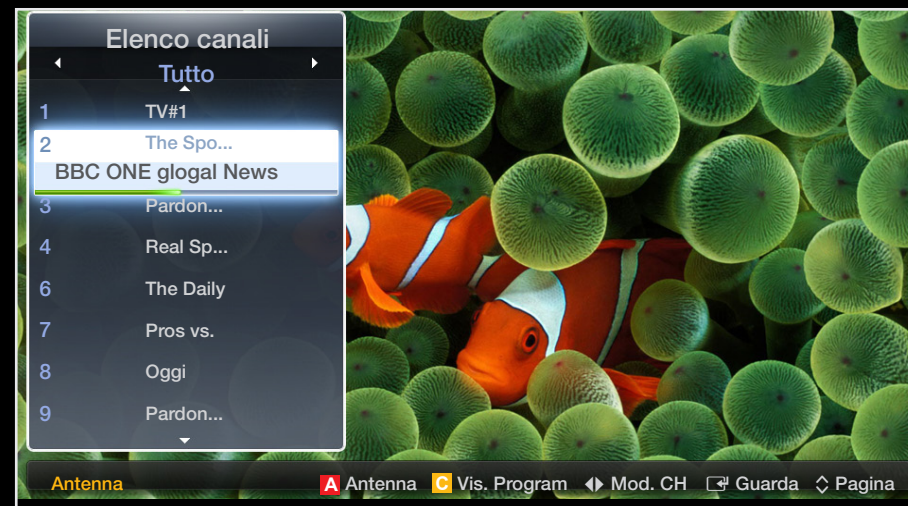 Elenco canali
Tutto
1 TV#1
2 The Spo...
BBC ONE glogal News
3 Pardon...
4 Real Sp...
6 The Daily
7 Pros vs.
8 Oggi
9 Pardon...
Antenna A Antenna C Vis. Program Mod. CH Guarda Pagina